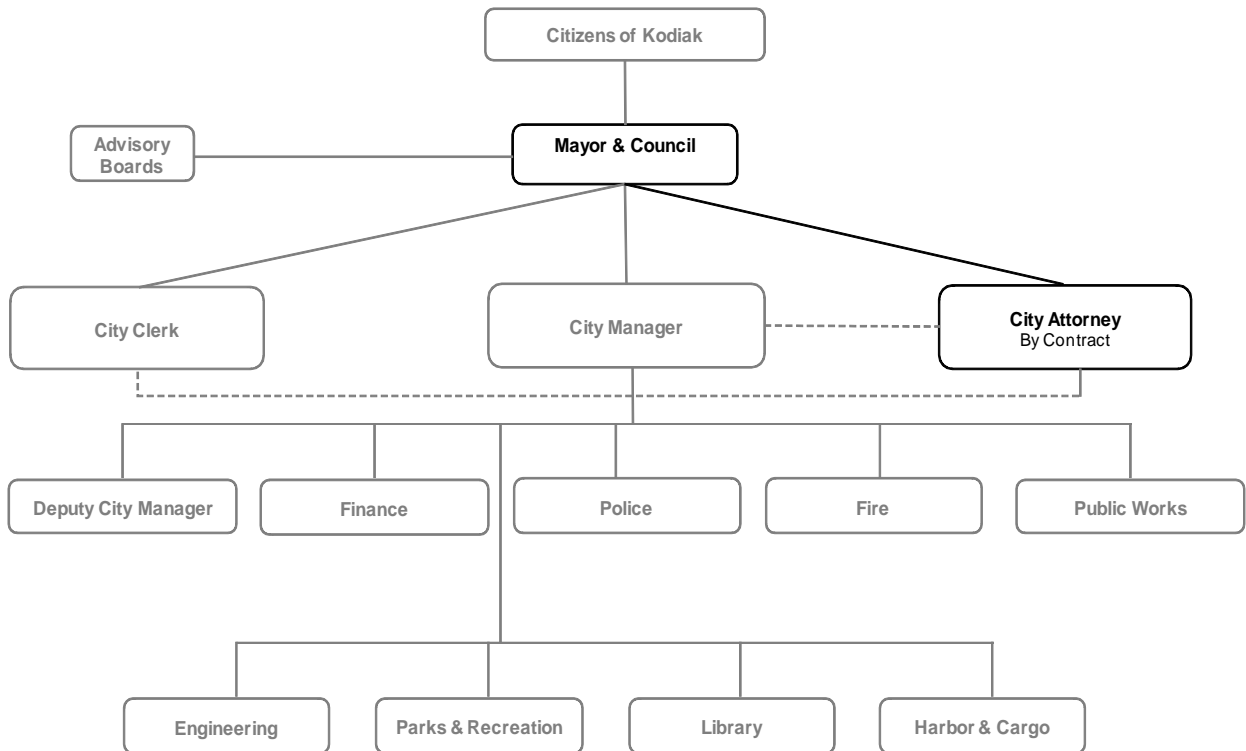 Citizens of Kodiak
Advisory
Boards
Mayor & Council
City Clerk
City Manager
City Attorney
By Contract
Deputy City Manager
Finance
Police
Fire
Public Works
Engineering
Parks & Recreation
Library
Harbor & Cargo